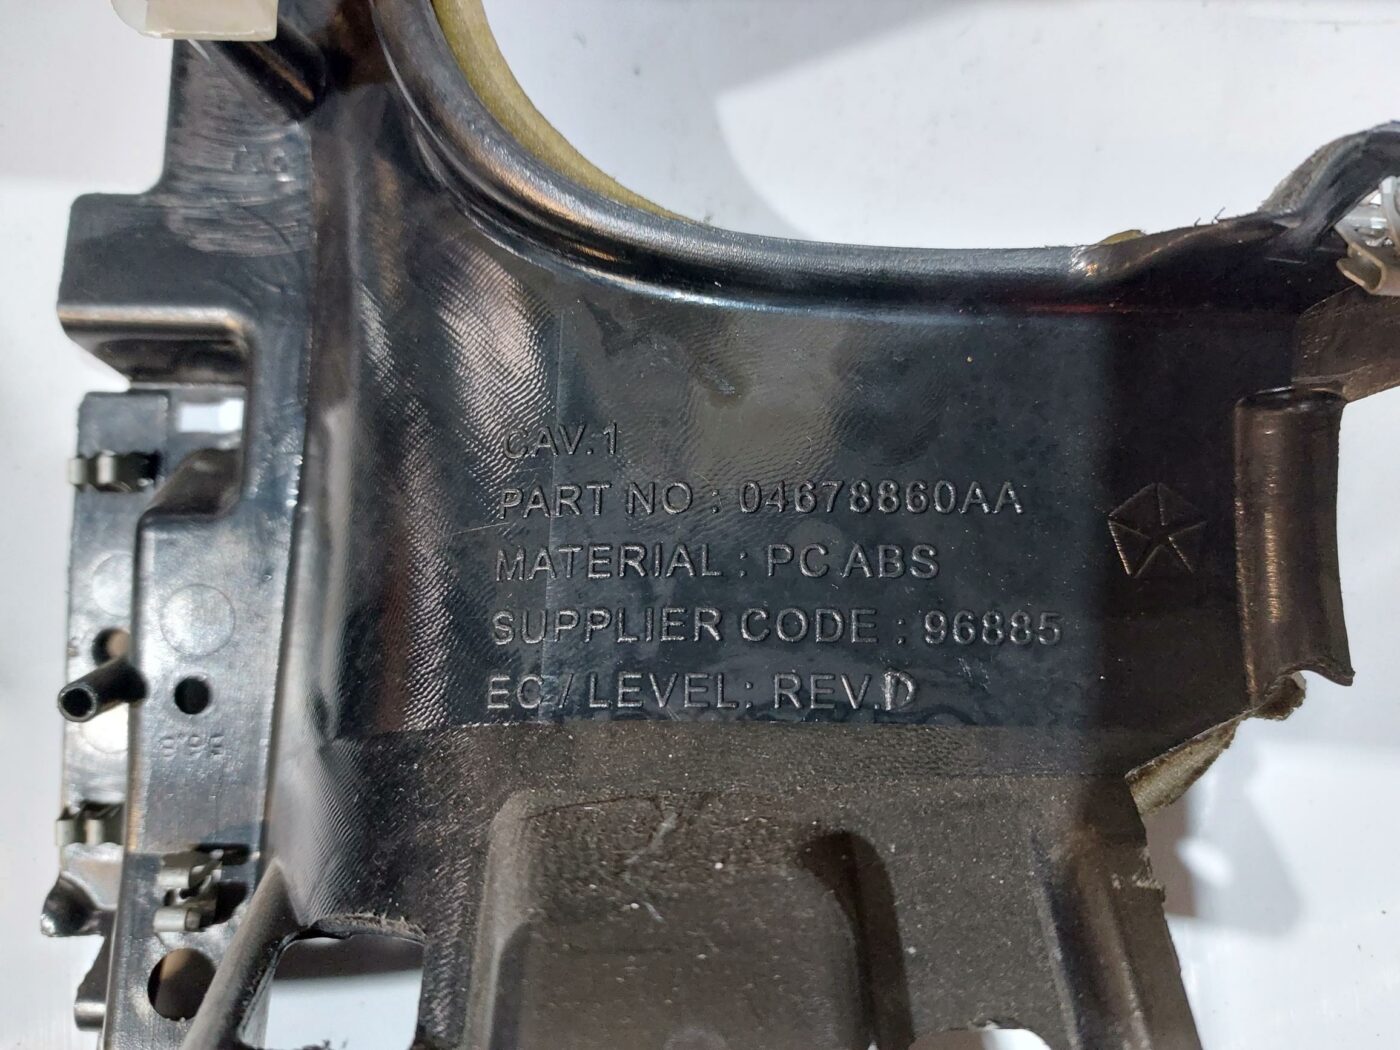 CAV.1
PART NO : 04678860AA
MATERIAL : PC ABS
SUPPLIER CODE : 96885
EC / LEVEL: REV.D